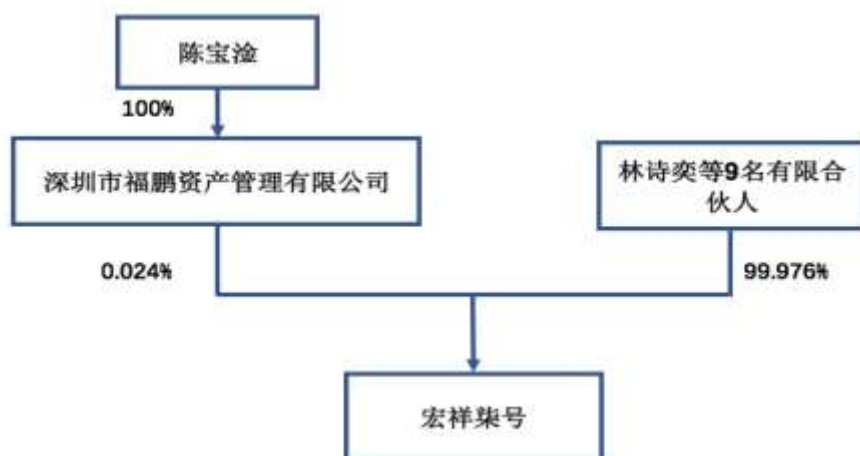 陈宝淦
100%
深圳市福鹏资产管理有限公司
林诗奕等9名有限合
伙人
0.024%
99.976%
宏祥柒号